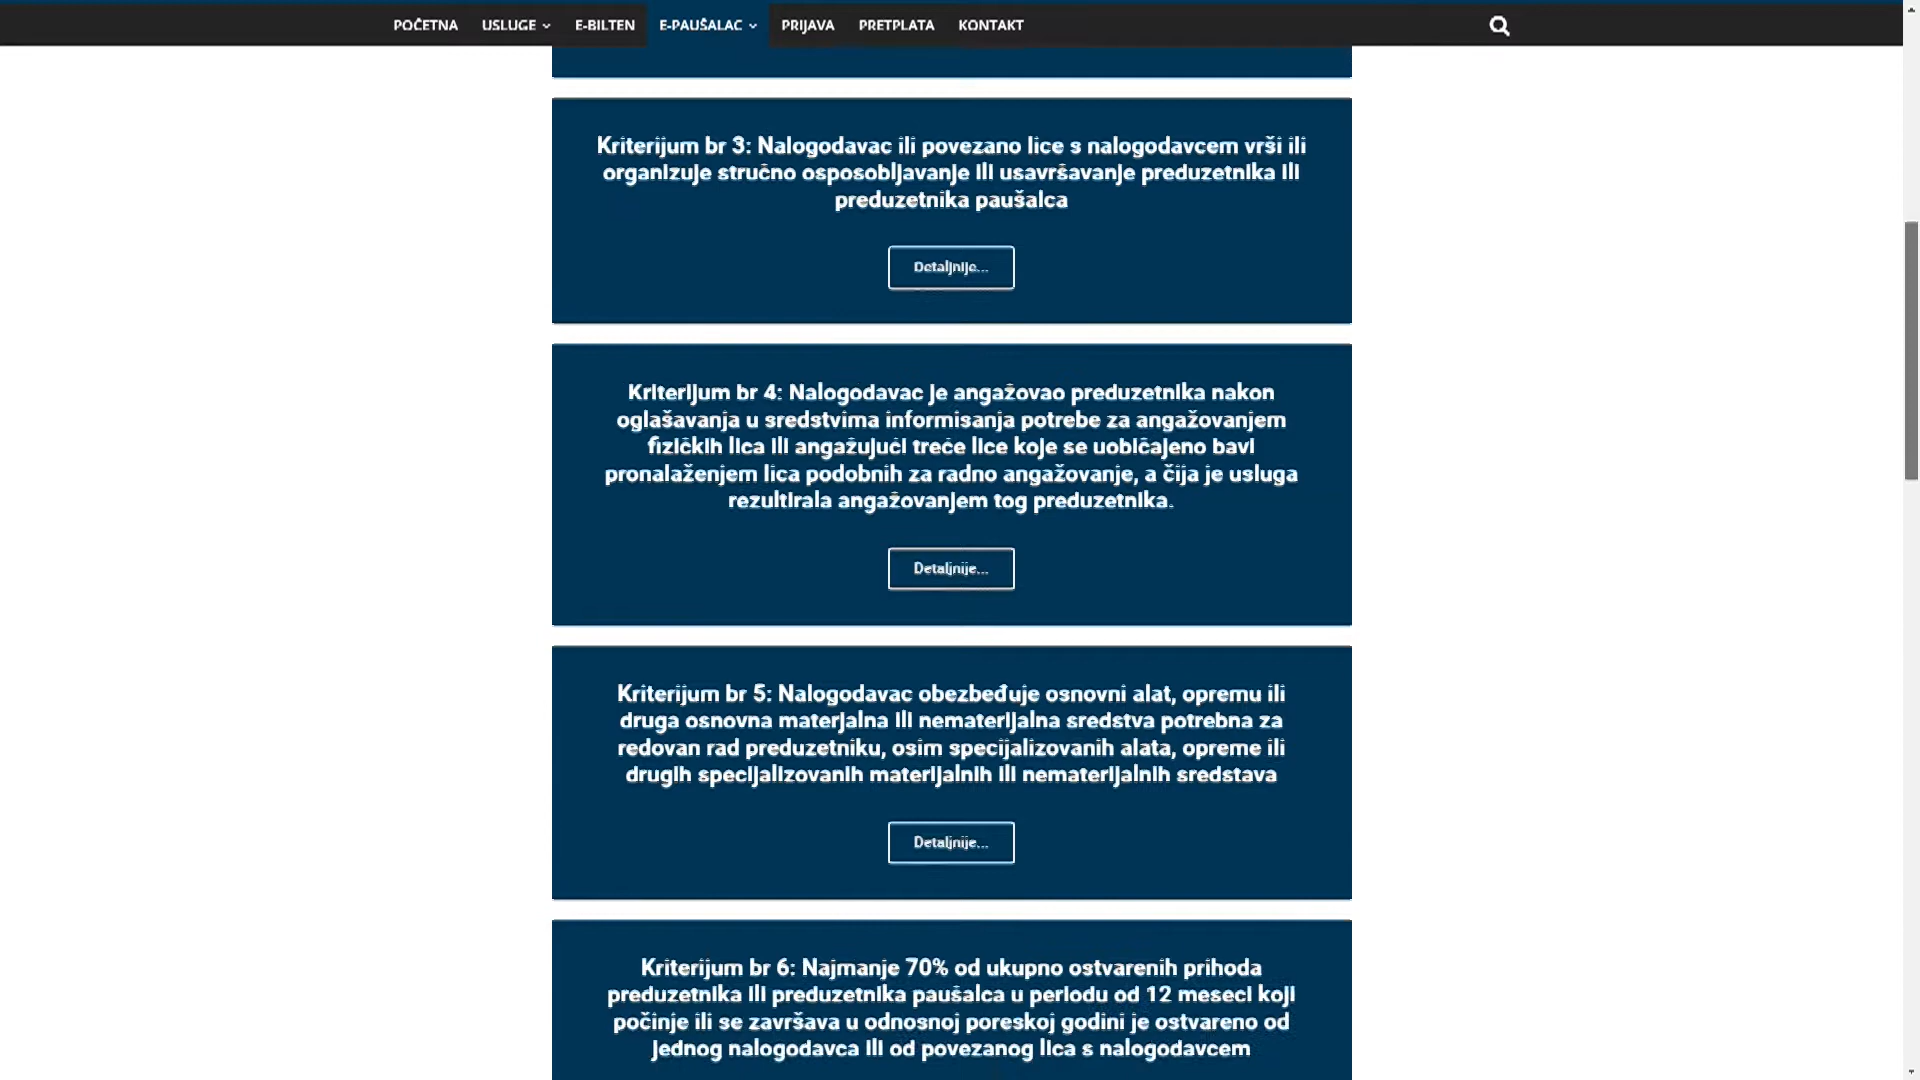 POČETNA USLUGE E-BILTEN E-PAUŠALAC PRIJAVA PRETPLATA KONTAKT
Kriterijum br 3: Nalogodavac ili povezano lice s nalogodavcem vrši ili
organizuje stručno osposobljavanje ili usavršavanje preduzetnika ili
preduzetnika paušalca
Detaljnije...
Kriterijum br 4: Nalogodavac je angažovao preduzetnika nakon
oglašavanja u sredstvima informisanja potrebe za angažovanjem
fizičkih lica ili angažujući treće lice koje se uobičajeno bavi
pronalaženjem lica podobnih za radno angažovanje, a čija je usluga
rezultirala angažovanjem tog preduzetnika.
Detaljnije...
Kriterijum br 5: Nalogodavac obezbeđuje osnovni alat, opremu ili
druga osnovna materjalna ili nematerijalna sredstva potrebna za
redovan rad preduzetniku, osim specijalizovanih alata, opreme ili
drugih specijalizovanih materijalnih ili nematerijalnih sredstava
Detaljnije...
Kriterijum br 6: Najmanje 70% od ukupno ostvarenih prihoda
preduzetnika ili preduzetnika paušalca u periodu od 12 meseci koji
počinje ili se završava u odnosnoj poreskoj godini je ostvareno od
jednog nalogodavca ili od povezanog lica s nalogodavcem